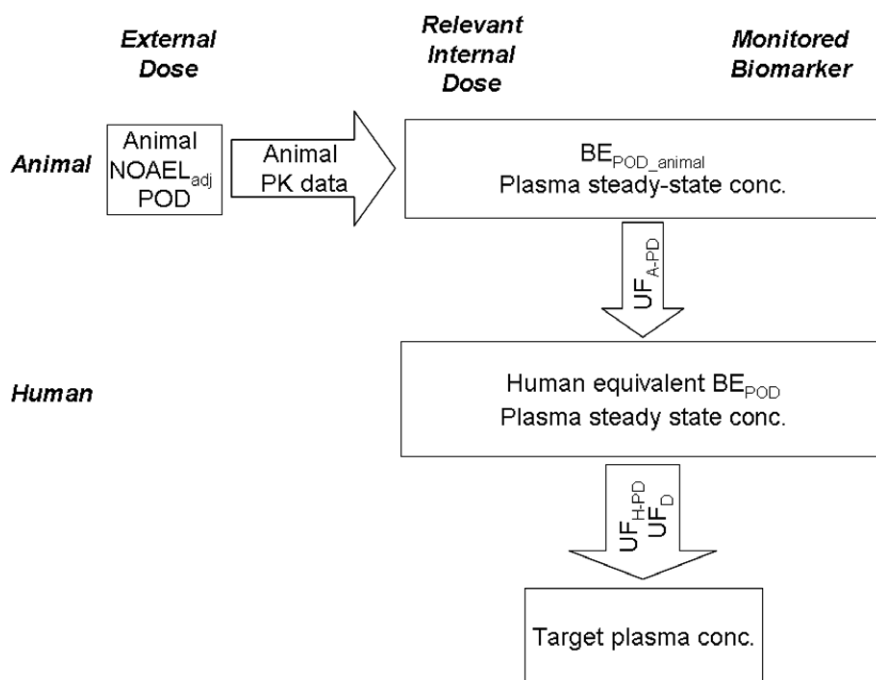 External
Dose
Relevant
Internal
Dose
Monitored
Biomarker
Animal
Animal
NOAELadj
POD
Animal
PK data
BEPOD_animal
Plasma steady-state conc.
UFA-PD
Human
Human equivalent BEPOD
Plasma steady state conc.
UFH-PD
UFD
Target plasma conc.